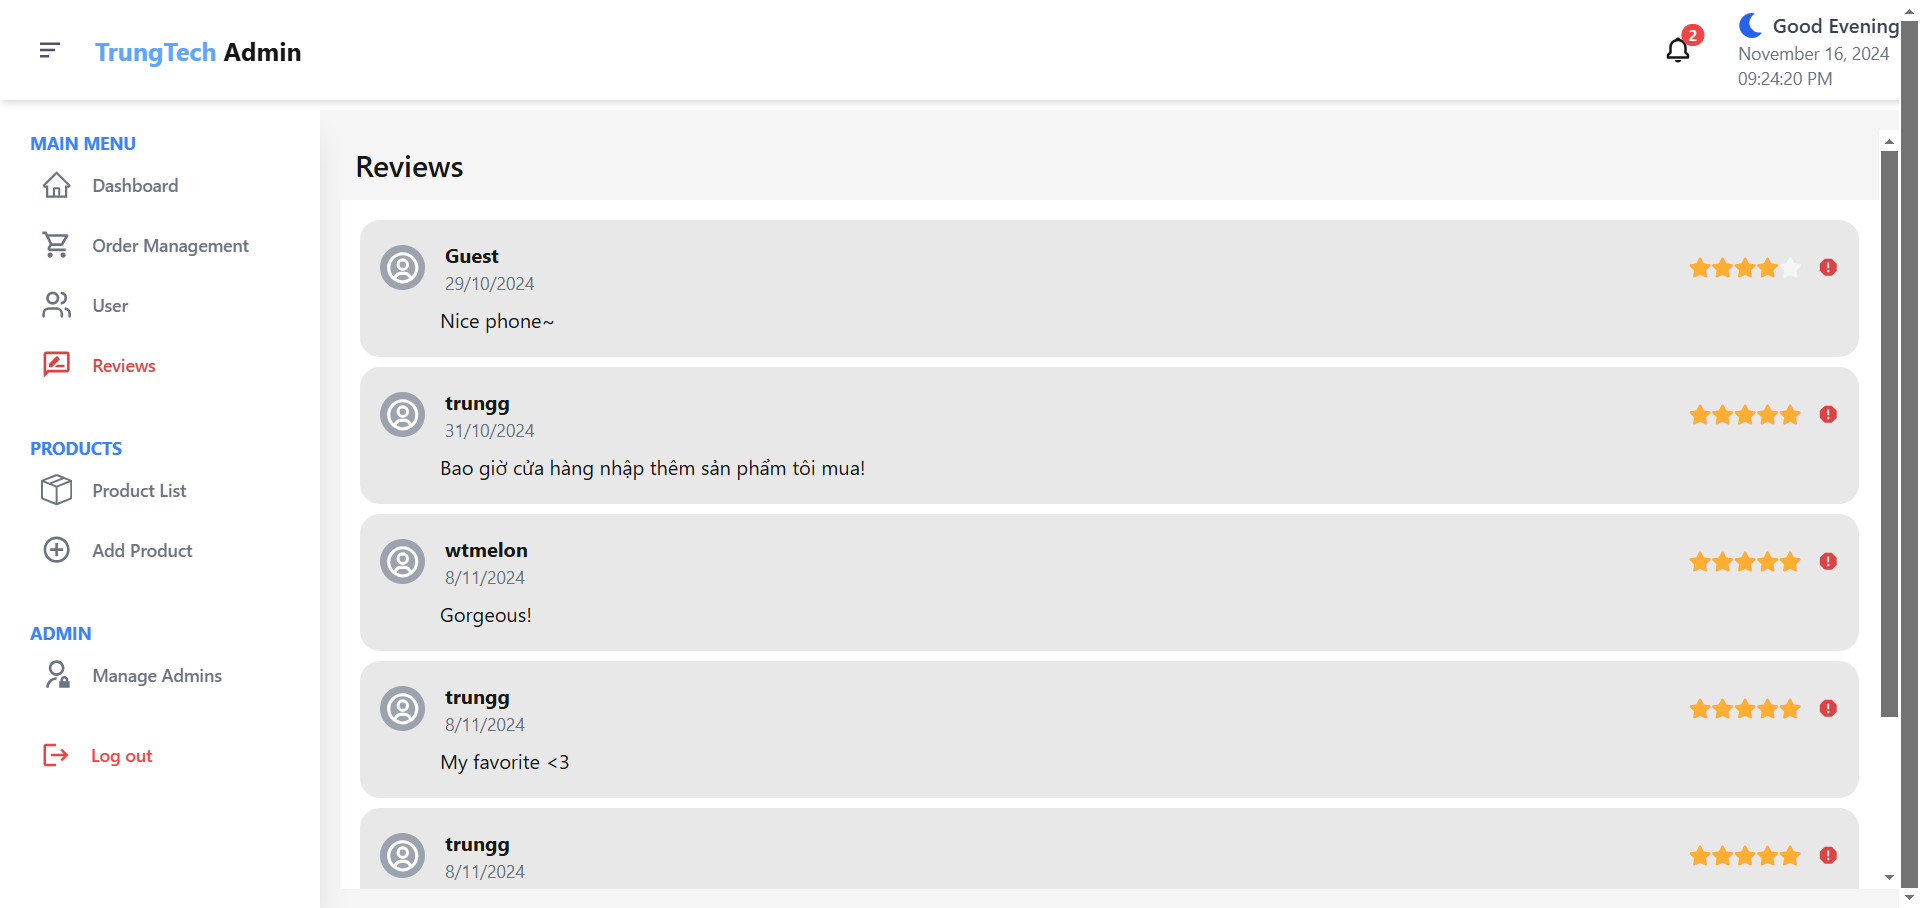 TrungTech Admin
2
Good Evening
November 16, 2024
09:24:20 PM
MAIN MENU
Dashboard
Order Management
User
Reviews
PRODUCTS
Product List
Add Product
ADMIN
Manage Admins
Log out
Reviews
Guest
29/10/2024
Nice phone~
trungg
31/10/2024
Bao giờ cửa hàng nhập thêm sản phẩm tôi mua!
wtmelon
8/11/2024
Gorgeous!
trungg
8/11/2024
My favorite <3
trungg
8/11/2024